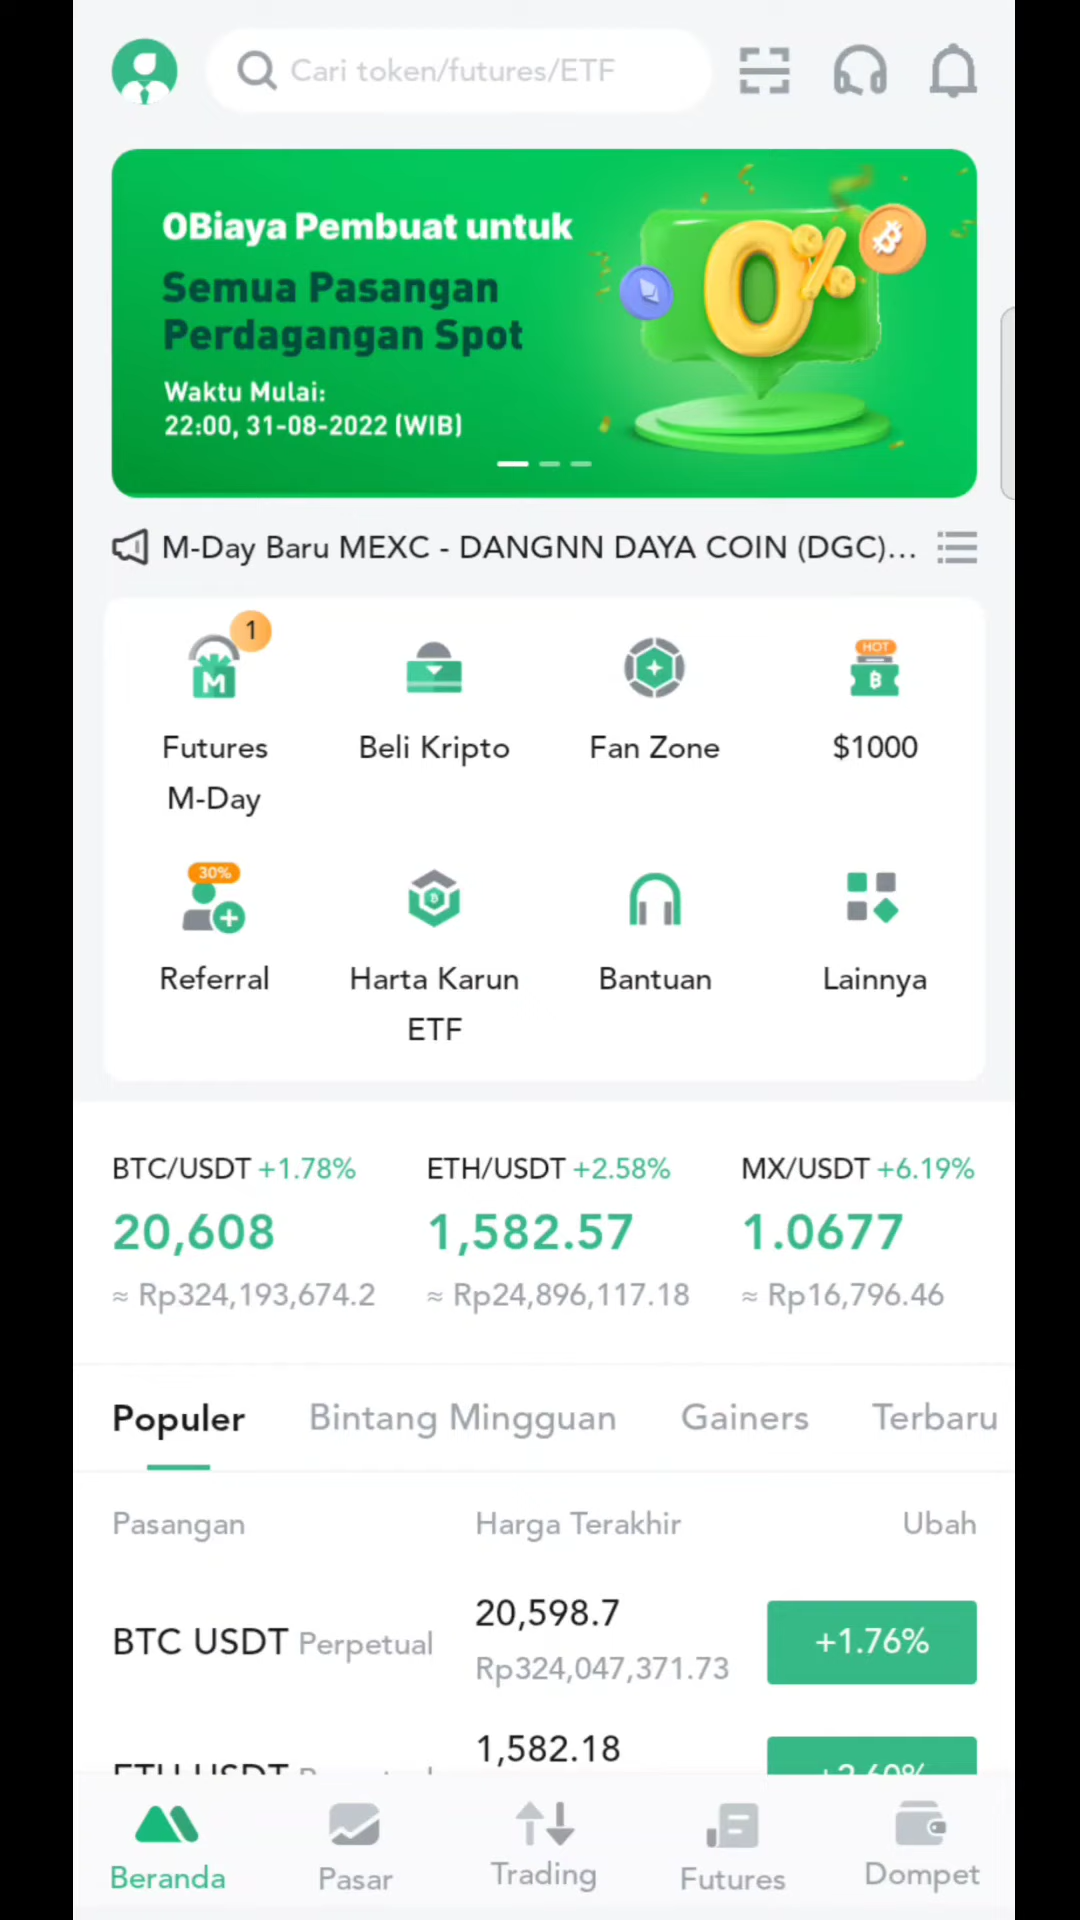 Cari token/futures/ETF
0Biaya Pembuat untuk
Semua Pasangan
Perdagangan Spot
Waktu Mulai:
22:00, 31-08-2022 (WIB)
0%
M-Day Baru MEXC - DANGNN DAYA COIN (DGC)...
1
M
HOT
Futures
M-Day
Beli Kripto
Fan Zone
$1000
30%
Referral
Harta Karun
ETF
Bantuan
Lainnya
BTC/USDT +1.78% ETH/USDT +2.58% MX/USDT +6.19%
20,608 1,582.57 1.0677
≈ Rp324,193,674.2 ≈ Rp24,896,117.18 ≈ Rp16,796.46
Populer Bintang Mingguan Gainers Terbaru
Pasangan Harga Terakhir Ubah
BTC USDT Perpetual 20,598.7 +1.76%
Rp324,047,371.73
ETH USDT Perpetual 1,582.18 +2.60%
Beranda Pasar Trading Futures Dompet